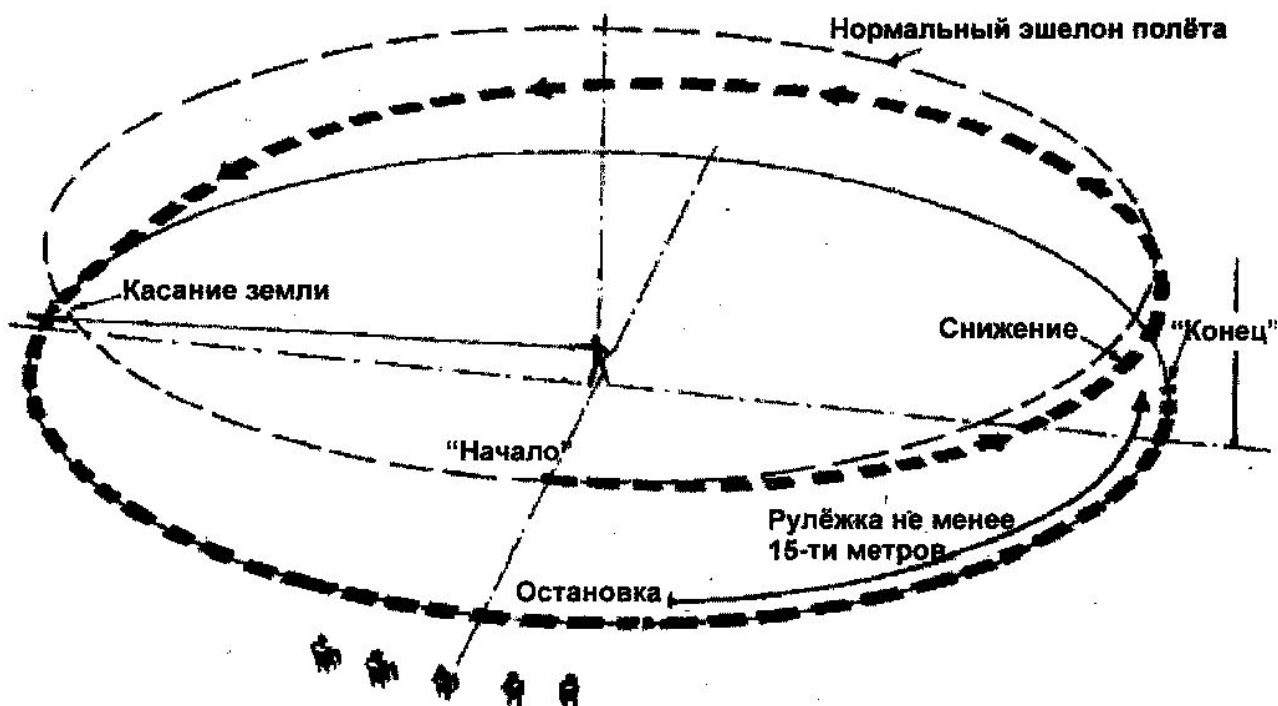 Нормальный эшелон полёта
Касание земли
Снижение
“Конец”
“Начало”
Рулёжка не менее
15-ти метров
Остановка